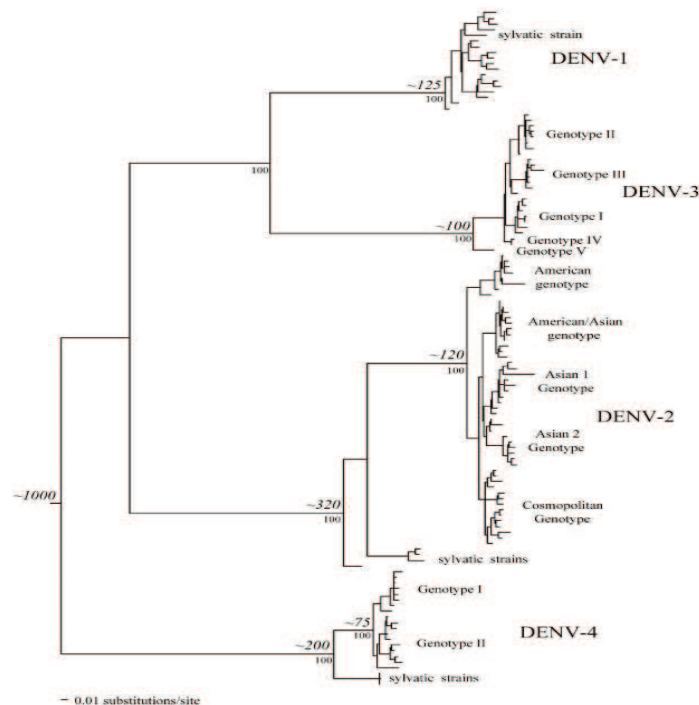 sylvatic strain
DENV-1
~125
100
Genotype II
100
Genotype III
DENV-3
Genotype I
~100
100
Genotype IV
Genotype V
American
genotype
American/Asian
genotype
~120
100
Asian 1
Genotype
DENV-2
Asian 2
Genotype
~1000
~320
100
Cosmopolitan
Genotype
sylvatic strains
Genotype I
~75
100
DENV-4
~200
100
Genotype II
sylvatic strains
0.01 substitutions/site